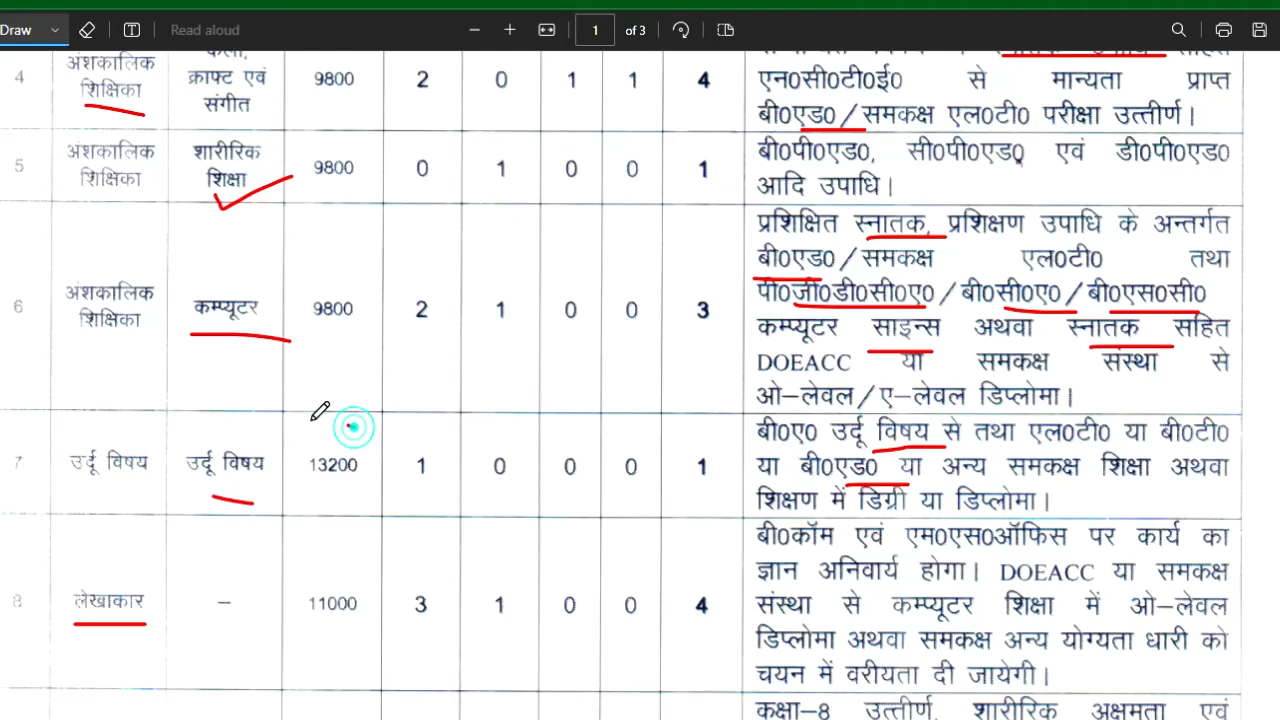 Draw
Read aloud
1
of 3
4
अंशकालिक
शिक्षिका
क्राफ्ट एवं
संगीत
9800
2
0
1
1
4
एन0सी0टी0ई0 से मान्यता प्राप्त
बी0एड0/समकक्ष एल0टी0 परीक्षा उत्तीर्ण।
5
अंशकालिक
शिक्षिका
शारीरिक
शिक्षा
9800
0
1
0
0
1
बी0पी0एड0, सी0पी0एड0 एवं डी0पी0एड0
आदि उपाधि।
6
अंशकालिक
शिक्षिका
कम्प्यूटर
9800
2
1
0
0
3
प्रशिक्षित स्नातक, प्रशिक्षण उपाधि के अन्तर्गत
बी0एड0/समकक्ष एल0टी0 तथा
पी0जी0डी0सी0ए0/बी0सी0ए0/बी0एस0सी0
कम्प्यूटर साइन्स अथवा स्नातक सहित
DOEACC या समकक्ष संस्था से
ओ–लेवल/ए–लेवल डिप्लोमा।
7
उर्दू विषय
उर्दू विषय
13200
1
0
0
0
1
बी0ए0 उर्दू विषय से तथा एल0टी0 या बी0टी0
या बी0एड0 या अन्य समकक्ष शिक्षा अथवा
शिक्षण में डिग्री या डिप्लोमा।
8
लेखाकार
–
11000
3
1
0
0
4
बी0कॉम एवं एम0एस0ऑफिस पर कार्य का
ज्ञान अनिवार्य होगा। DOEACC या समकक्ष
संस्था से कम्प्यूटर शिक्षा में ओ–लेवल
डिप्लोमा अथवा समकक्ष अन्य योग्यता धारी को
चयन में वरीयता दी जायेगी।
कक्षा–8 उत्तीर्ण, शारीरिक अक्षमता एवं